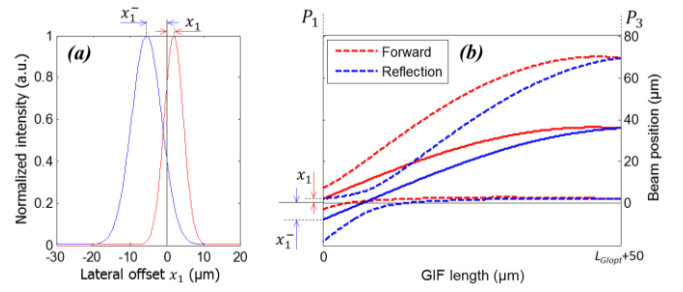 x₁⁻ x₁
(a)
Normalized intensity (a.u.)
1
0.8
0.6
0.4
0.2
0
-30 -20 -10 0 10 20
Lateral offset x₁ (μm)
P₁ P₃
(b)
Forward
Reflection
x₁
x₁⁻
80
60
40
20
0
Beam position (μm)
0 L_GIopt+50
GIF length (μm)